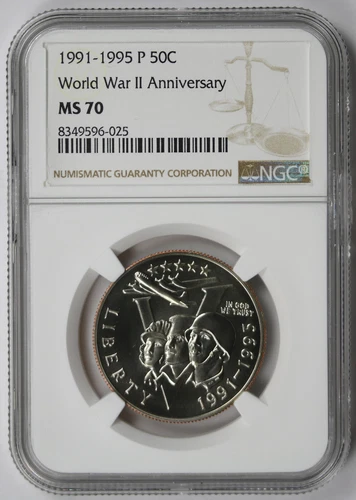 1991-1995 P 50C
World War II Anniversary
MS 70
8349596-025
NUMISMATIC GUARANTY CORPORATION
NGC
IN GOD
WE TRUST
LIBERTY
1991-1995